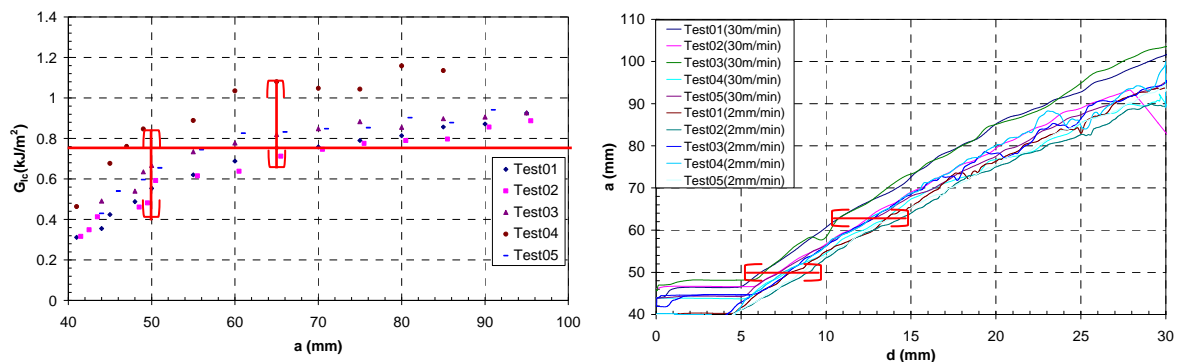 G_Ic(kJ/m²)
1.4
1.2
1
0.8
0.6
0.4
0.2
0
40 50 60 70 80 90 100
a (mm)
Test01
Test02
Test03
Test04
Test05
a (mm)
110
100
90
80
70
60
50
40
0 5 10 15 20 25 30
d (mm)
Test01(30m/min)
Test02(30m/min)
Test03(30m/min)
Test04(30m/min)
Test05(30m/min)
Test01(2mm/min)
Test02(2mm/min)
Test03(2mm/min)
Test04(2mm/min)
Test05(2mm/min)